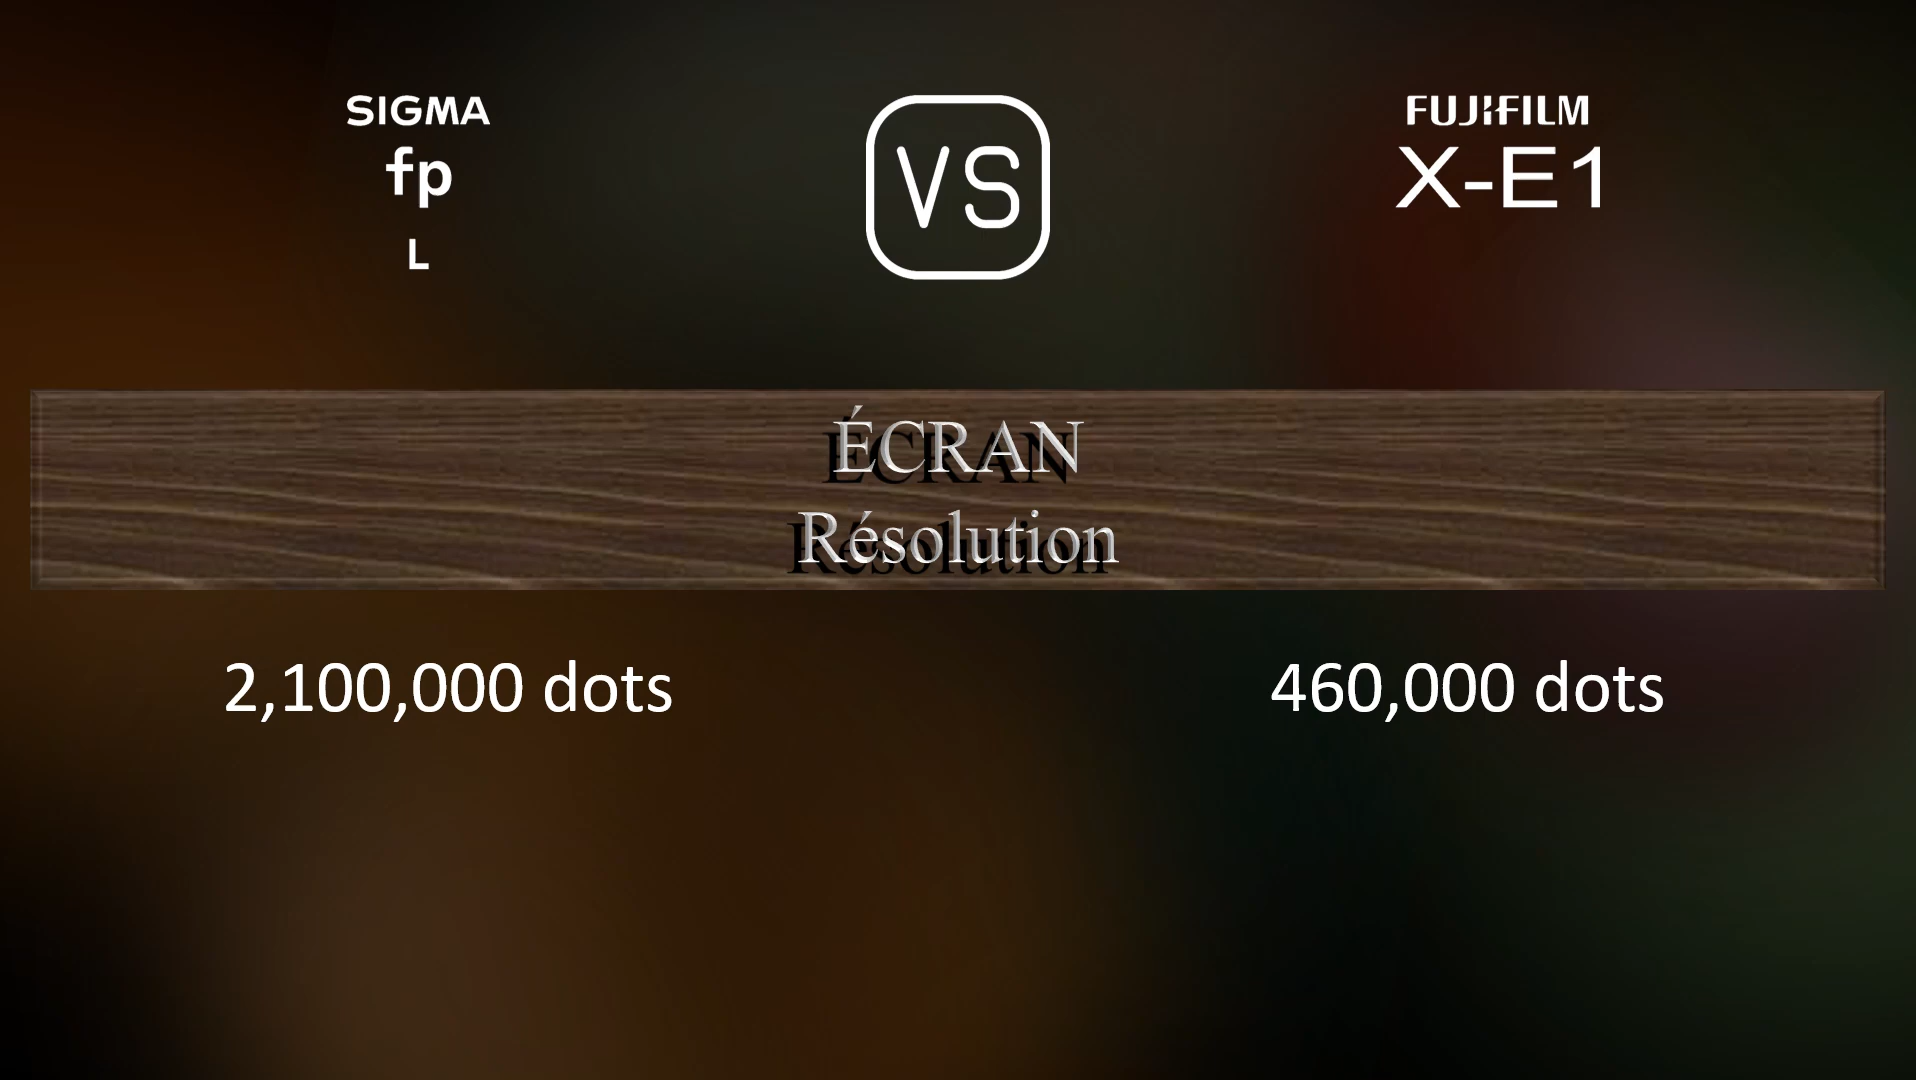 SIGMA
fp
L
VS
FUJIFILM
X-E1
ÉCRAN
Résolution
2,100,000 dots
460,000 dots